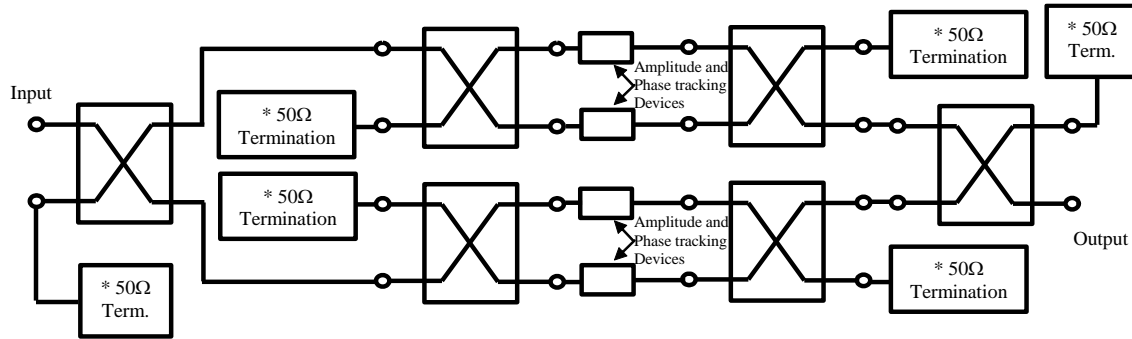 Input
* 50Ω
Term.
* 50Ω
Termination
* 50Ω
Termination
Amplitude and
Phase tracking
Devices
Amplitude and
Phase tracking
Devices
* 50Ω
Termination
* 50Ω
Term.
* 50Ω
Termination
Output